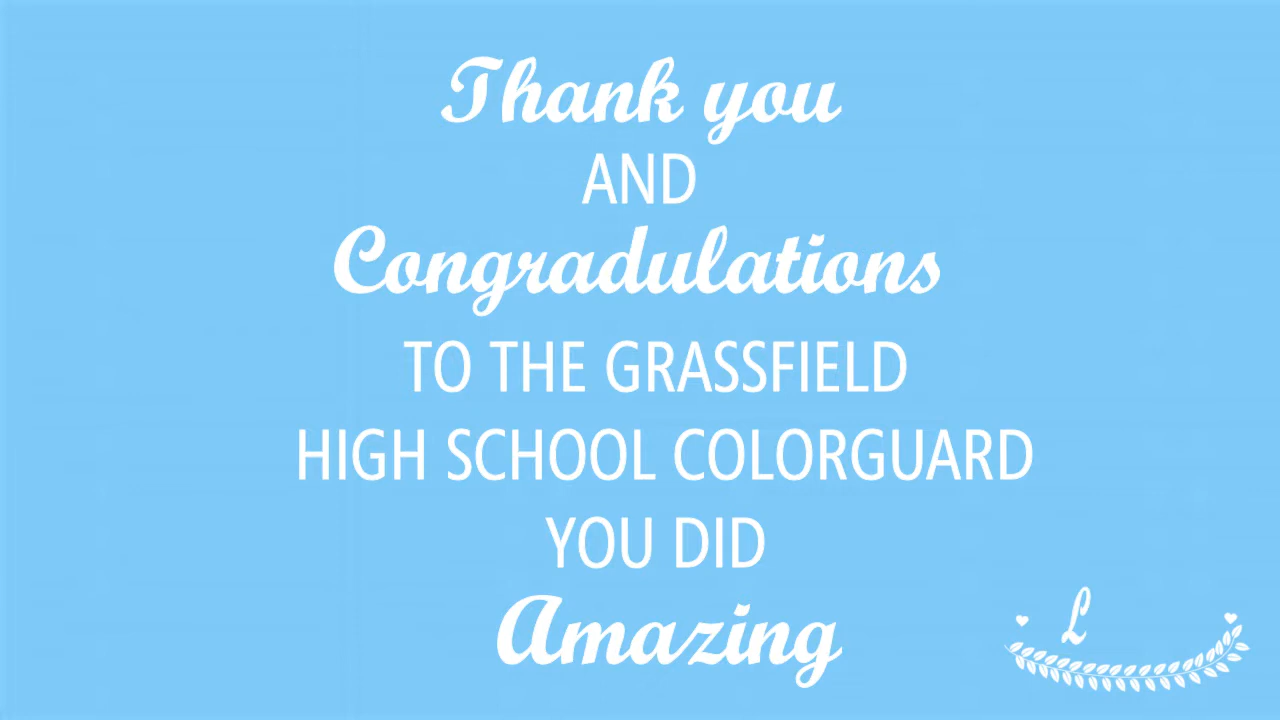 Thank you
AND
Congradulations
TO THE GRASSFIELD
HIGH SCHOOL COLORGUARD
YOU DID
Amazing
L